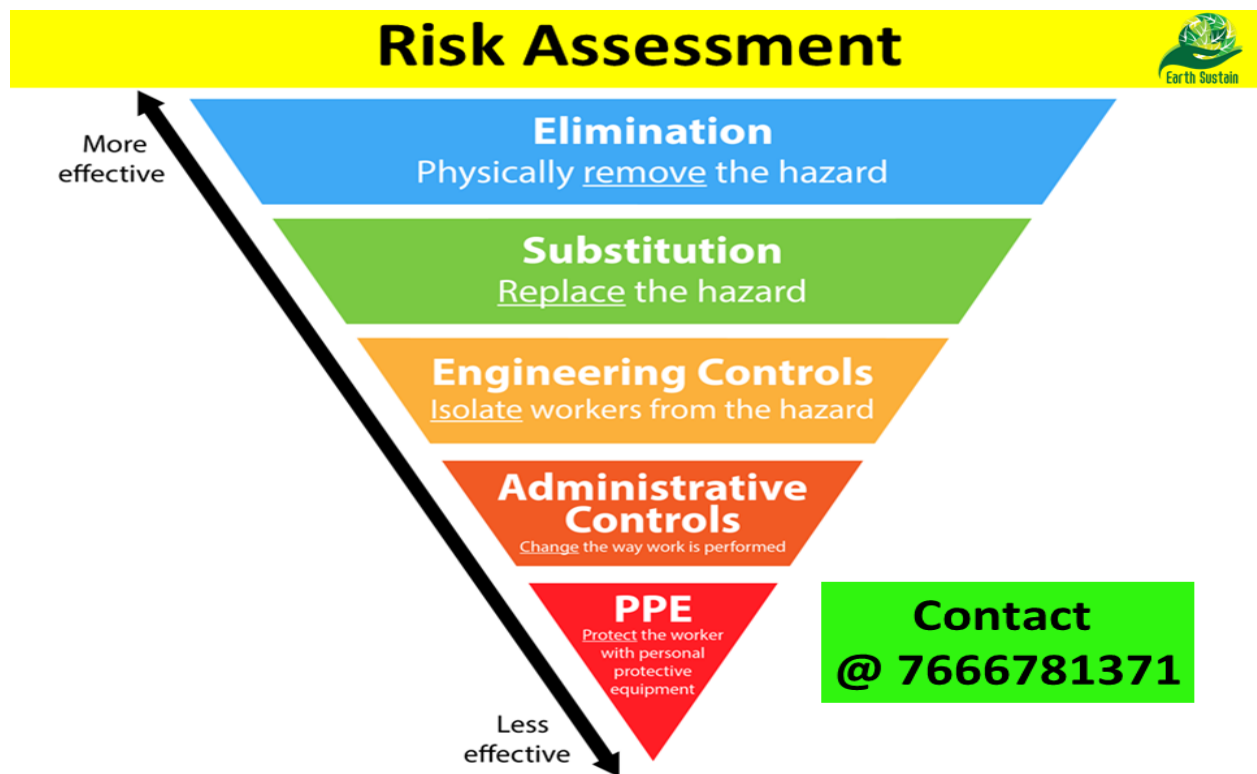 Risk Assessment
Earth Sustain
More
effective
Elimination
Physically remove the hazard
Substitution
Replace the hazard
Engineering Controls
Isolate workers from the hazard
Administrative
Controls
Change the way work is performed
PPE
Protect the worker
with personal
protective
equipment
Contact
@ 7666781371
Less
effective